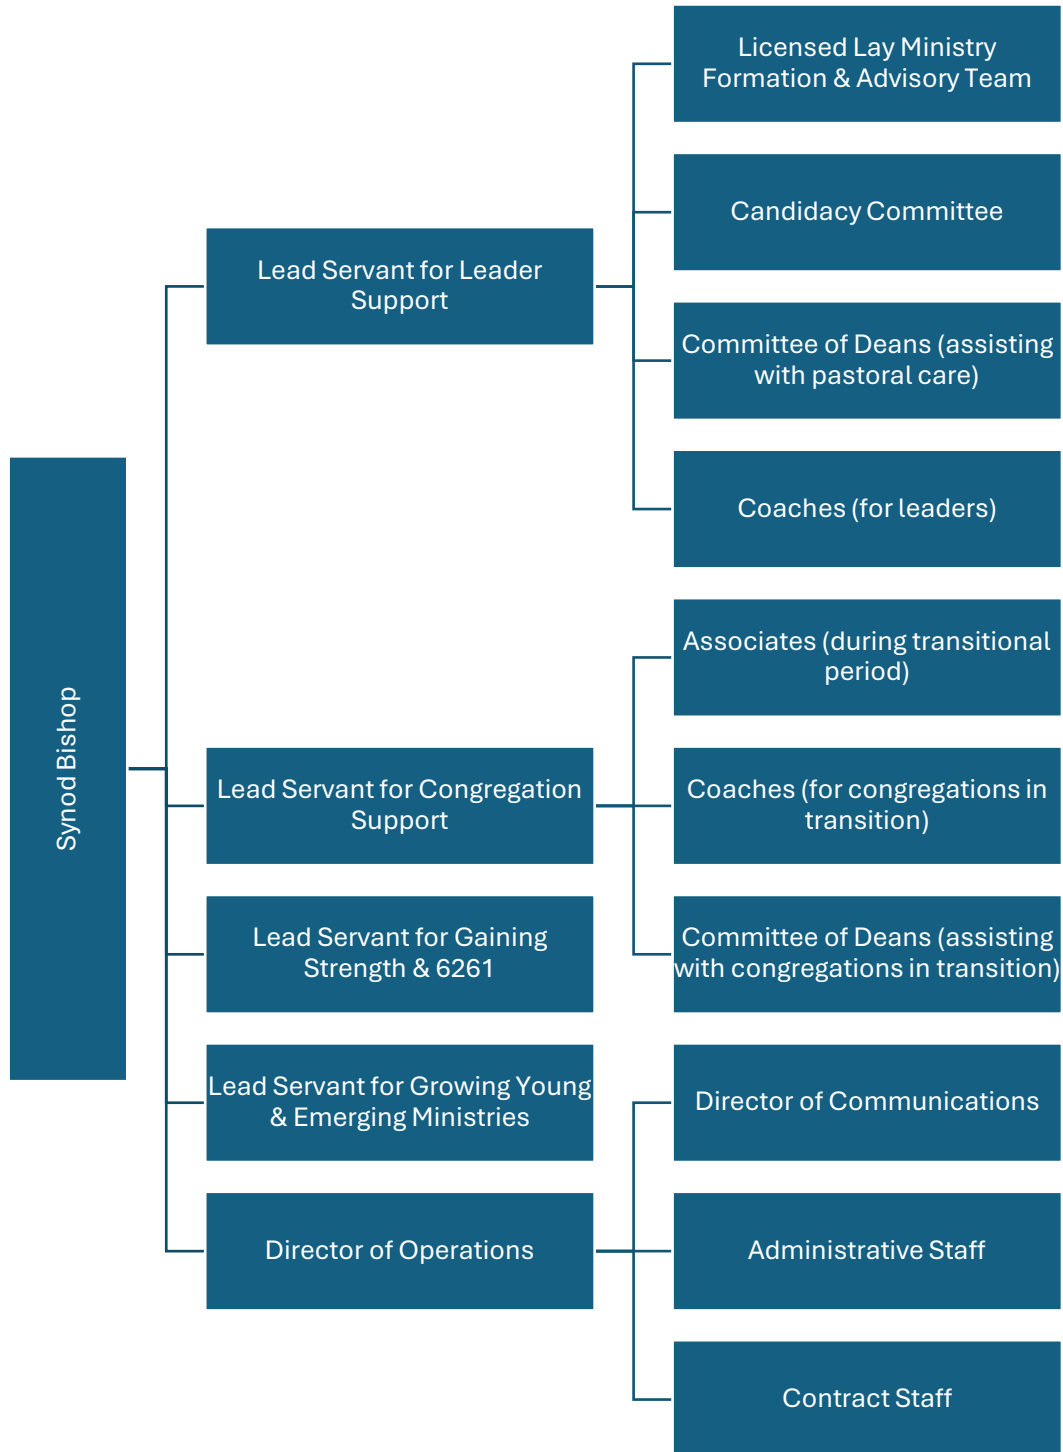 Synod Bishop
Lead Servant for Leader
Support
Licensed Lay Ministry
Formation & Advisory Team
Candidacy Committee
Committee of Deans (assisting
with pastoral care)
Coaches (for leaders)
Lead Servant for Congregation
Support
Associates (during transitional
period)
Coaches (for congregations in
transition)
Committee of Deans (assisting
with congregations in transition)
Lead Servant for Gaining
Strength & 6261
Lead Servant for Growing Young
& Emerging Ministries
Director of Operations
Director of Communications
Administrative Staff
Contract Staff